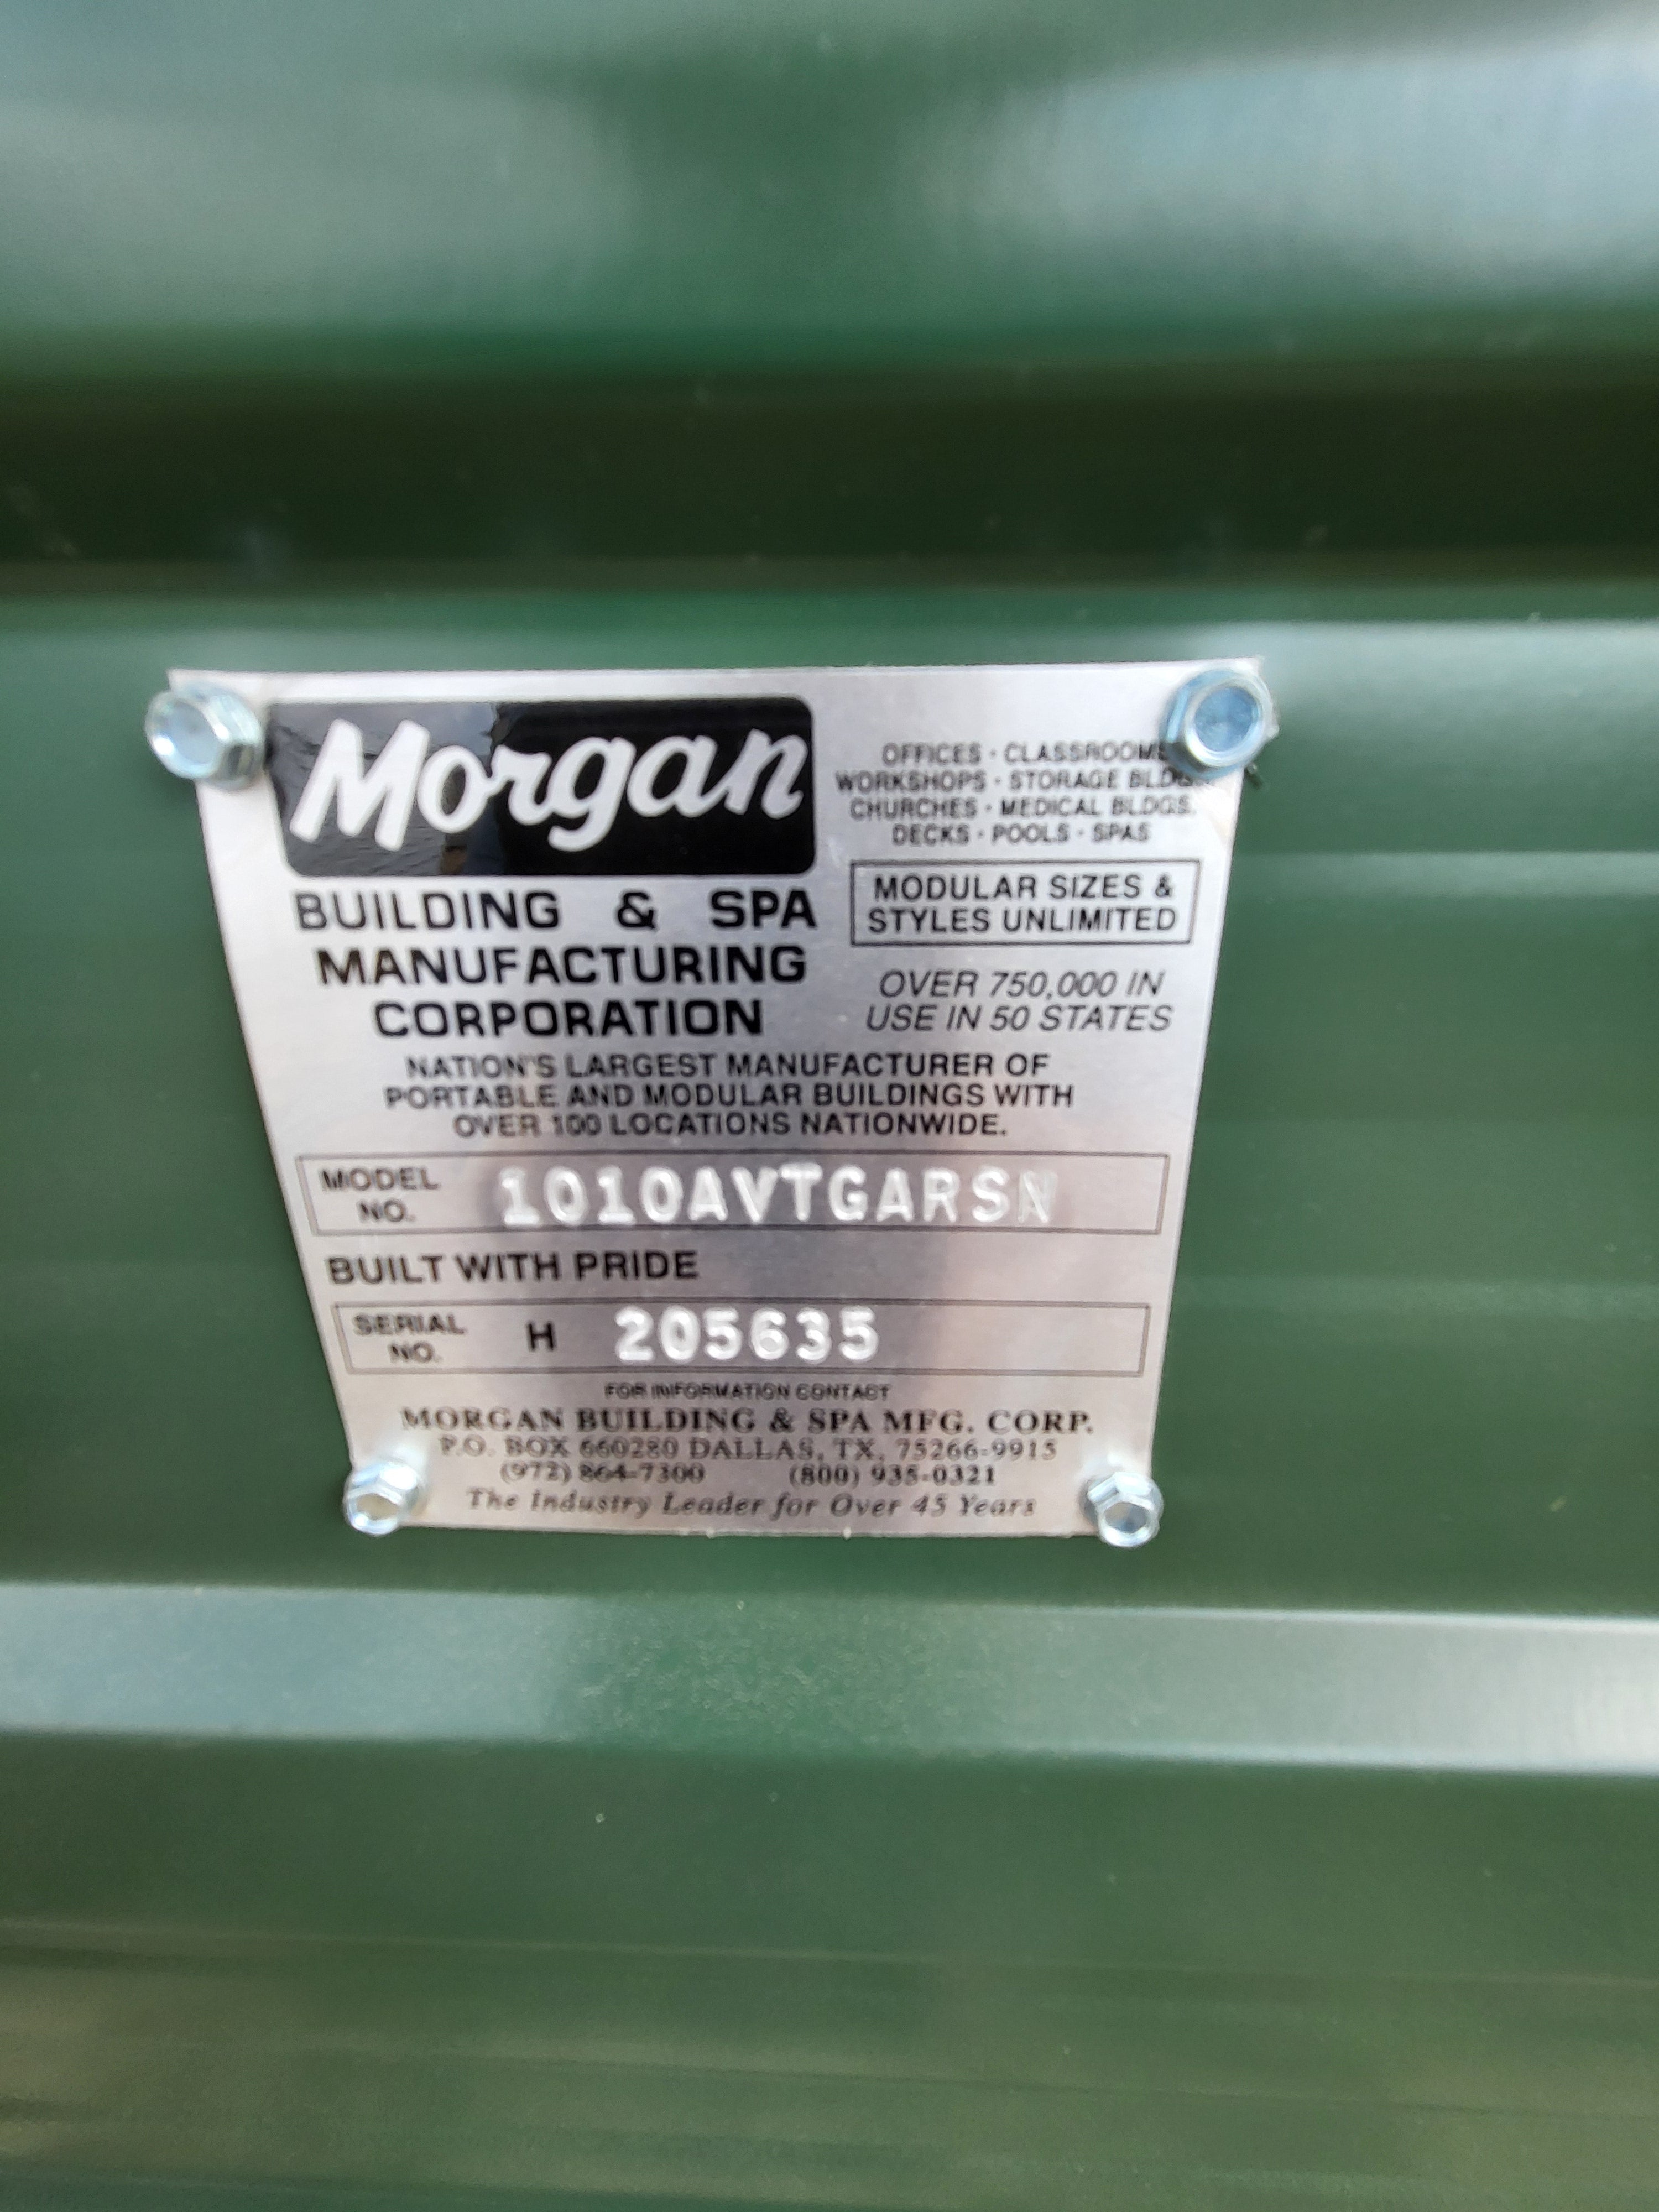 Morgan
BUILDING & SPA
MANUFACTURING
CORPORATION
OFFICES · CLASSROOMS
WORKSHOPS · STORAGE BLDGS.
CHURCHES · MEDICAL BLDGS.
DECKS · POOLS · SPAS
MODULAR SIZES &
STYLES UNLIMITED
OVER 750,000 IN
USE IN 50 STATES
NATION'S LARGEST MANUFACTURER OF
PORTABLE AND MODULAR BUILDINGS WITH
OVER 100 LOCATIONS NATIONWIDE.
MODEL
NO.
1010AVTGARSN
BUILT WITH PRIDE
SERIAL
NO.
H 205635
FOR INFORMATION CONTACT
MORGAN BUILDING & SPA MFG. CORP.
P.O. BOX 660280 DALLAS, TX, 75266-9915
(972) 864-7300 (800) 935-0321
The Industry Leader for Over 45 Years